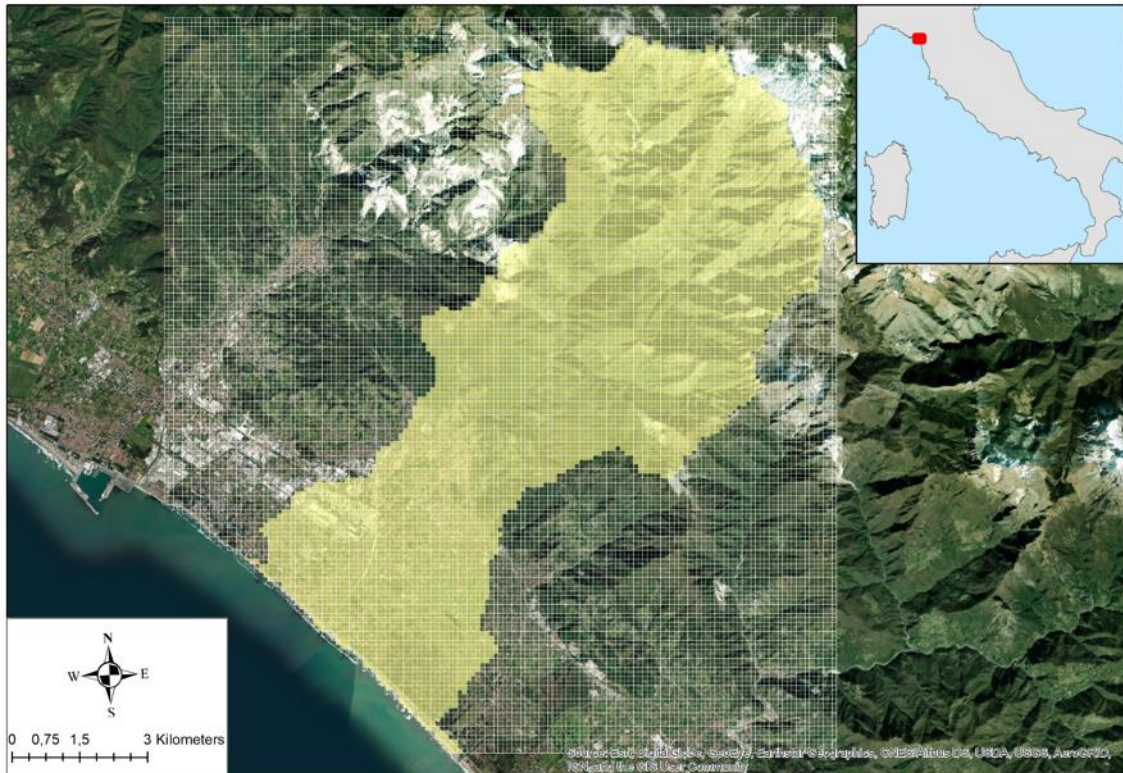 N
W E
S
0 0,75 1,5 3 Kilometers
Source: Esri, DigitalGlobe, GeoEye, Earthstar Geographics, CNES/Airbus DS, USDA, USGS, AeroGRID,
IGN, and the GIS User Community